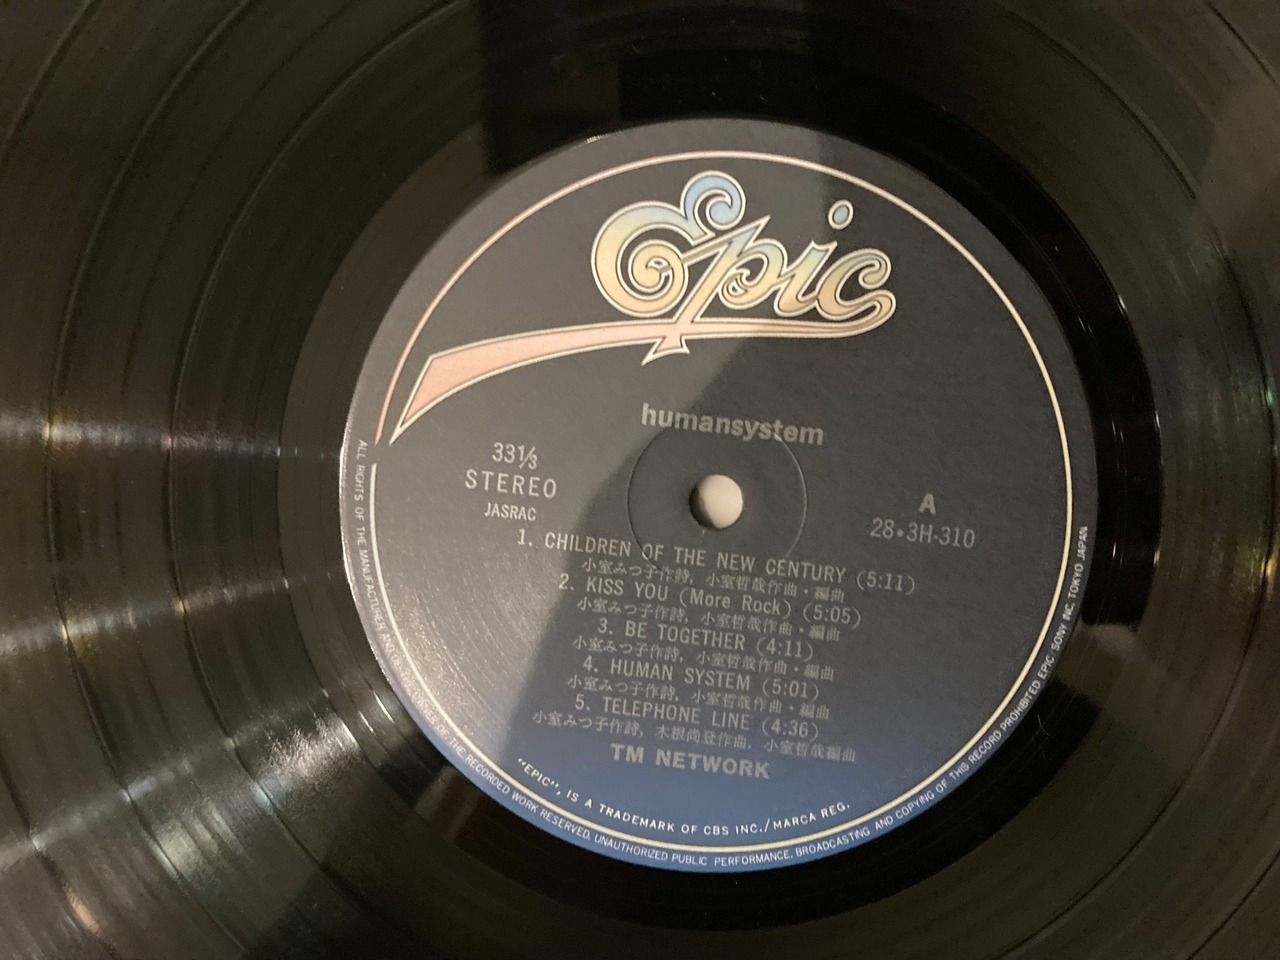 Epic
humansystem
33⅓
STEREO
JASRAC
A
28•3H-310
1. CHILDREN OF THE NEW CENTURY (5:11)
小室みつ子作詩, 小室哲哉作曲・編曲
2. KISS YOU (More Rock) (5:05)
小室みつ子作詩, 小室哲哉作曲・編曲
3. BE TOGETHER (4:11)
小室みつ子作詩, 小室哲哉作曲・編曲
4. HUMAN SYSTEM (5:01)
小室みつ子作詩, 小室哲哉作曲・編曲
5. TELEPHONE LINE (4:36)
小室みつ子作詩, 木根尚登作曲, 小室哲哉編曲
TM NETWORK
"EPIC", IS A TRADEMARK OF CBS INC./MARCA REG.
ALL RIGHTS OF THE MANUFACTURER AND OF THE RECORDED WORK RESERVED. UNAUTHORIZED PUBLIC PERFORMANCE. BROADCASTING AND COPYING OF THIS RECORD PROHIBITED EPIC/SONY INC. TOKYO JAPAN